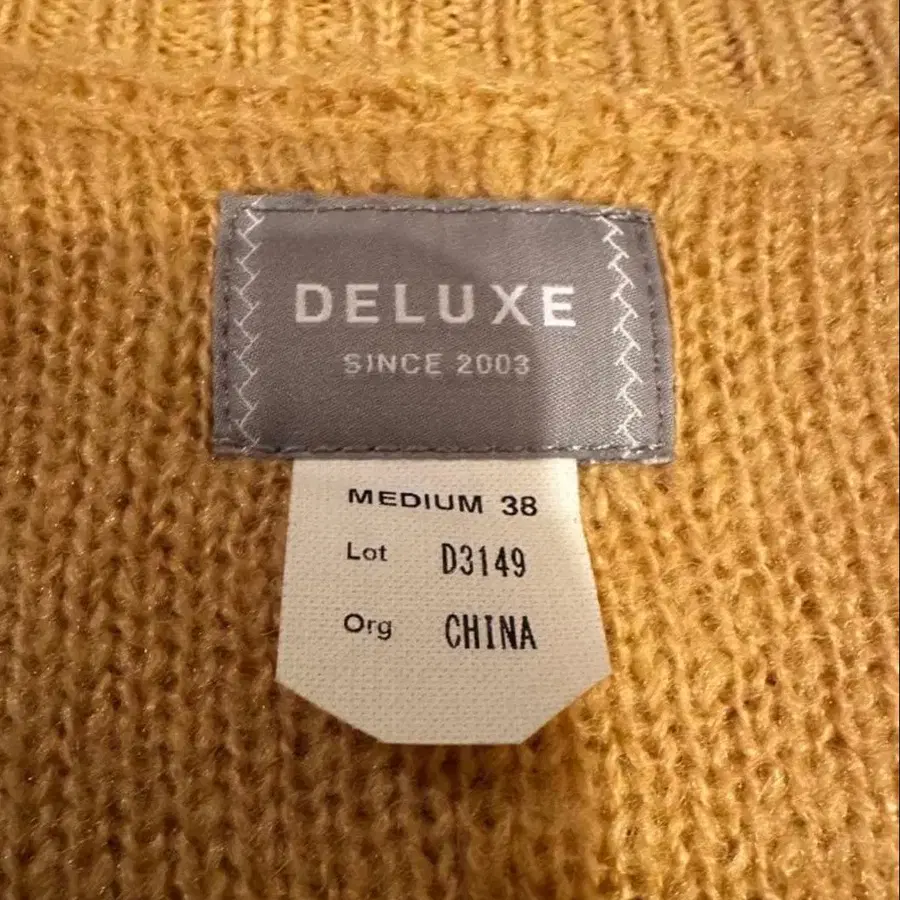 DELUXE
SINCE 2003
MEDIUM 38
Lot D3149
Org CHINA